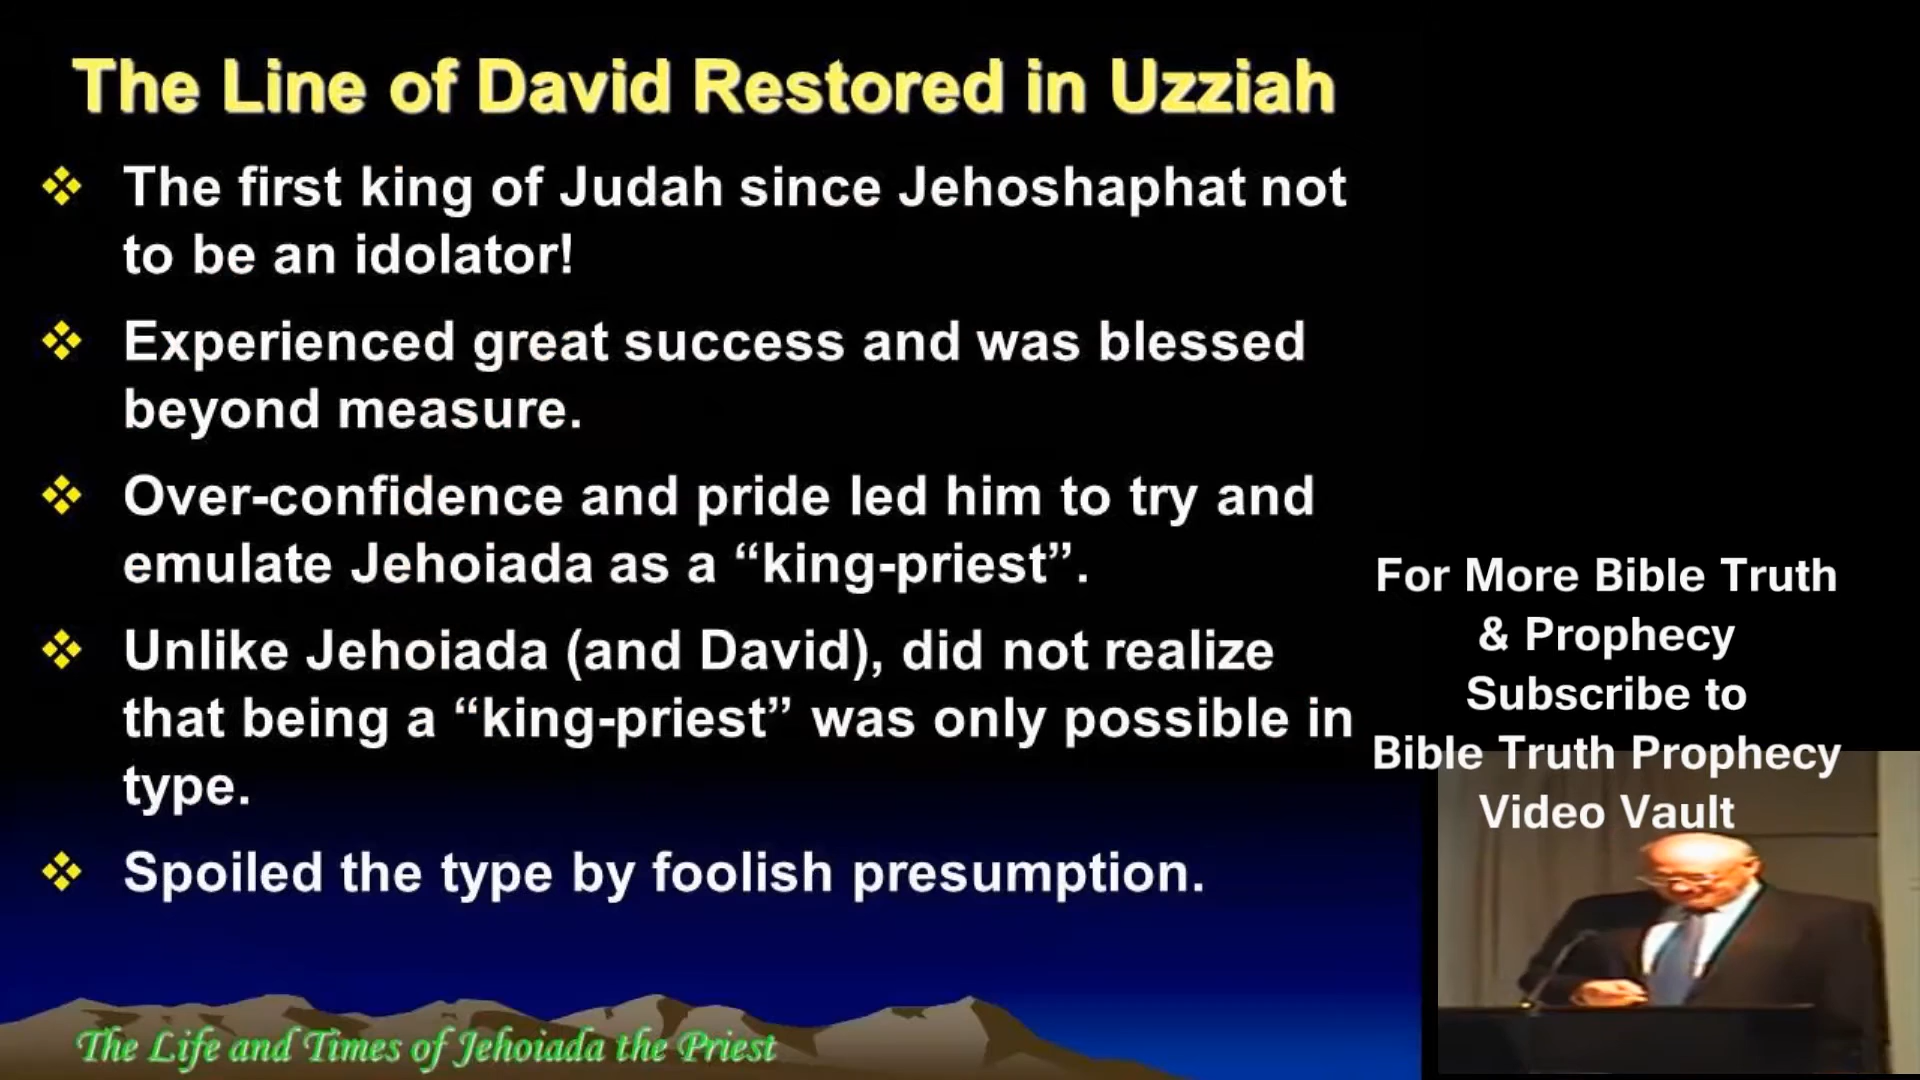 The Line of David Restored in Uzziah
❖ The first king of Judah since Jehoshaphat not
to be an idolator!
❖ Experienced great success and was blessed
beyond measure.
❖ Over-confidence and pride led him to try and
emulate Jehoiada as a “king-priest”.
❖ Unlike Jehoiada (and David), did not realize
that being a “king-priest” was only possible in
type.
❖ Spoiled the type by foolish presumption.
For More Bible Truth
& Prophecy
Subscribe to
Bible Truth Prophecy
Video Vault
The Life and Times of Jehoiada the Priest